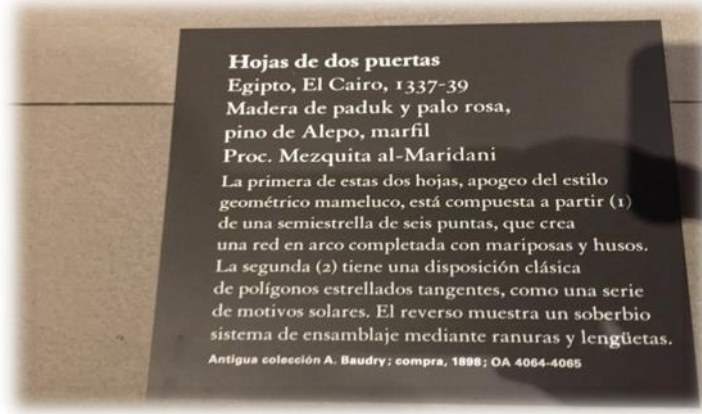 Hojas de dos puertas
Egipto, El Cairo, 1337-39
Madera de paduk y palo rosa,
pino de Alepo, marfil
Proc. Mezquita al-Maridani
La primera de estas dos hojas, apogeo del estilo
geométrico mameluco, está compuesta a partir (1)
de una semiestrella de seis puntas, que crea
una red en arco completada con mariposas y husos.
La segunda (2) tiene una disposición clásica
de polígonos estrellados tangentes, como una serie
de motivos solares. El reverso muestra un soberbio
sistema de ensamblaje mediante ranuras y lengüetas.
Antigua colección A. Baudry; compra, 1898; OA 4064-4065